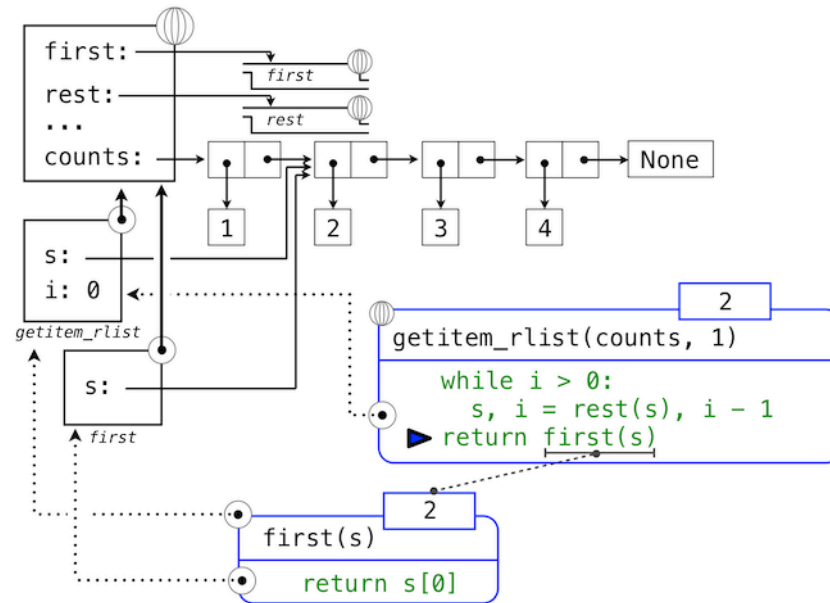 first:
first
rest:
rest
...
counts:
None
1
2
3
4
s:
i: 0
getitem_rlist
s:
first
2
getitem_rlist(counts, 1)
while i > 0:
s, i = rest(s), i - 1
return first(s)
2
first(s)
return s[0]